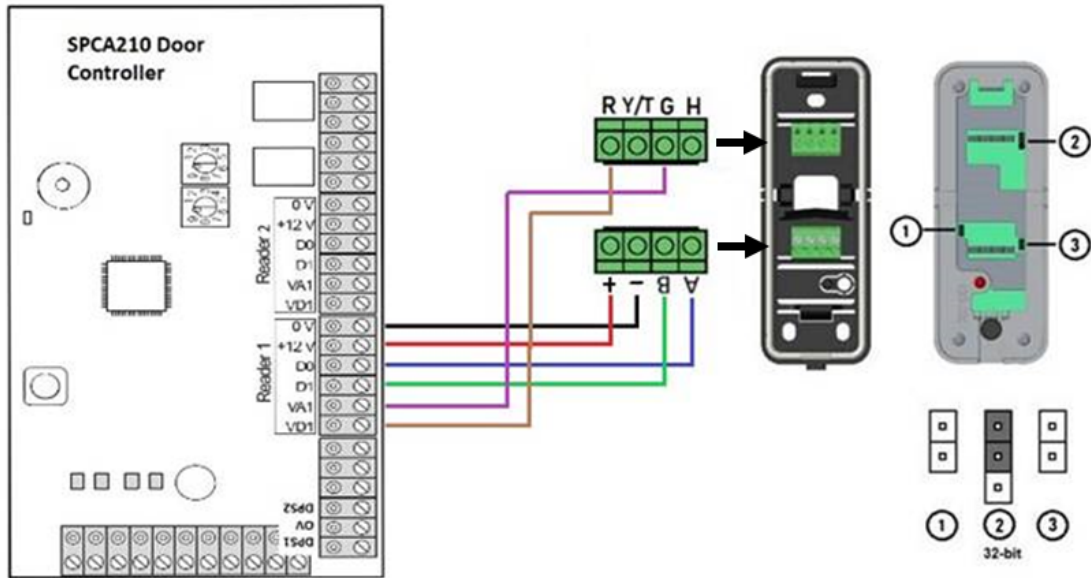 SPCA210 Door
Controller
R Y/T G H
+ − B A
Reader 2
0 V
+12 V
D0
D1
VA1
VD1
Reader 1
0 V
+12 V
D0
D1
VA1
VD1
DPS2
0V
DPS1
1
2
3
1
2
3
32-bit